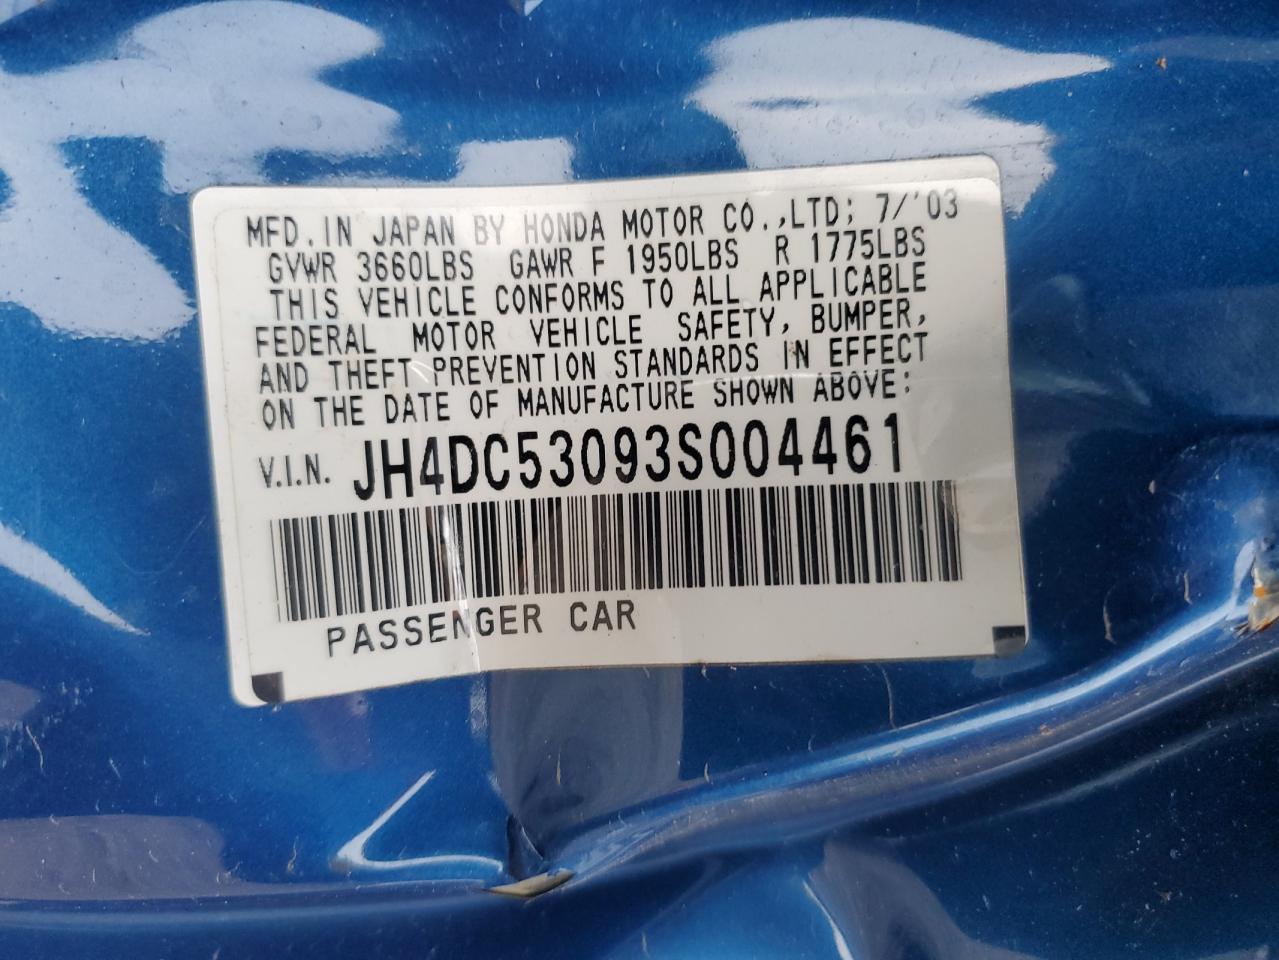 MFD. IN JAPAN BY HONDA MOTOR CO.,LTD; 7/'03
GVWR 3660LBS GAWR F 1950LBS R 1775LBS
THIS VEHICLE CONFORMS TO ALL APPLICABLE
FEDERAL MOTOR VEHICLE SAFETY, BUMPER,
AND THEFT PREVENTION STANDARDS IN EFFECT
ON THE DATE OF MANUFACTURE SHOWN ABOVE:
V.I.N. JH4DC53093S004461
PASSENGER CAR